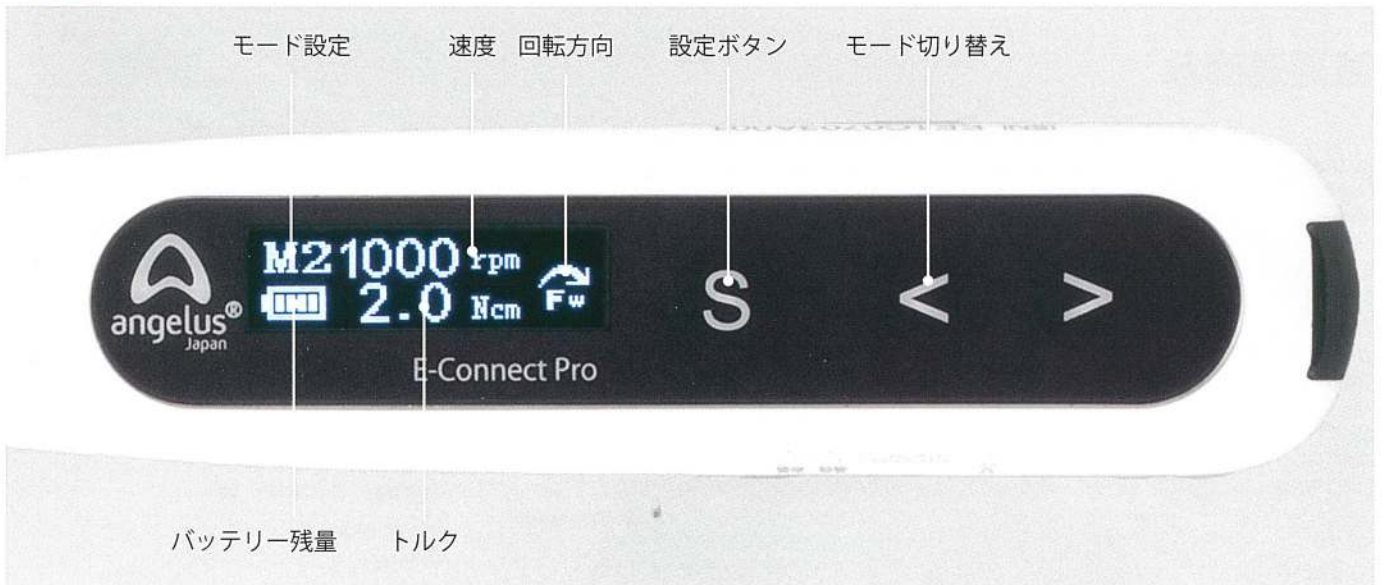 モード設定 速度 回転方向 設定ボタン モード切り替え
M2 1000 rpm
2.0 Ncm Fw
S < >
angelus®
Japan
E-Connect Pro
バッテリー残量 トルク